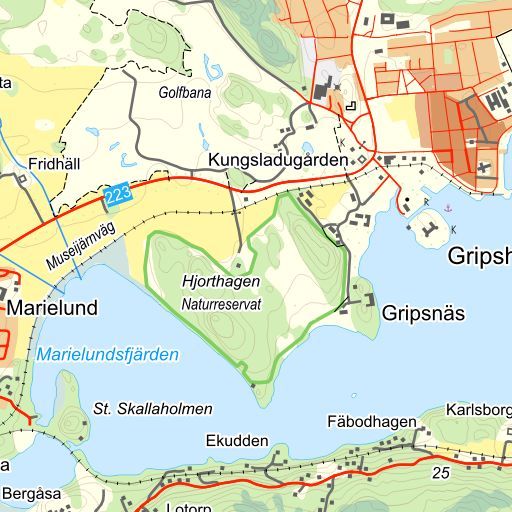 ta
Golfbana
Fridhäll
Kungsladugården
K
223
Museijärnväg
K
R
K
Gripsh
Hjorthagen
Naturreservat
Marielund
Gripsnäs
Marielundsfjärden
St. Skallaholmen
Karlsborg
Fäbodhagen
Ekudden
a
25
Bergåsa
Lotorp